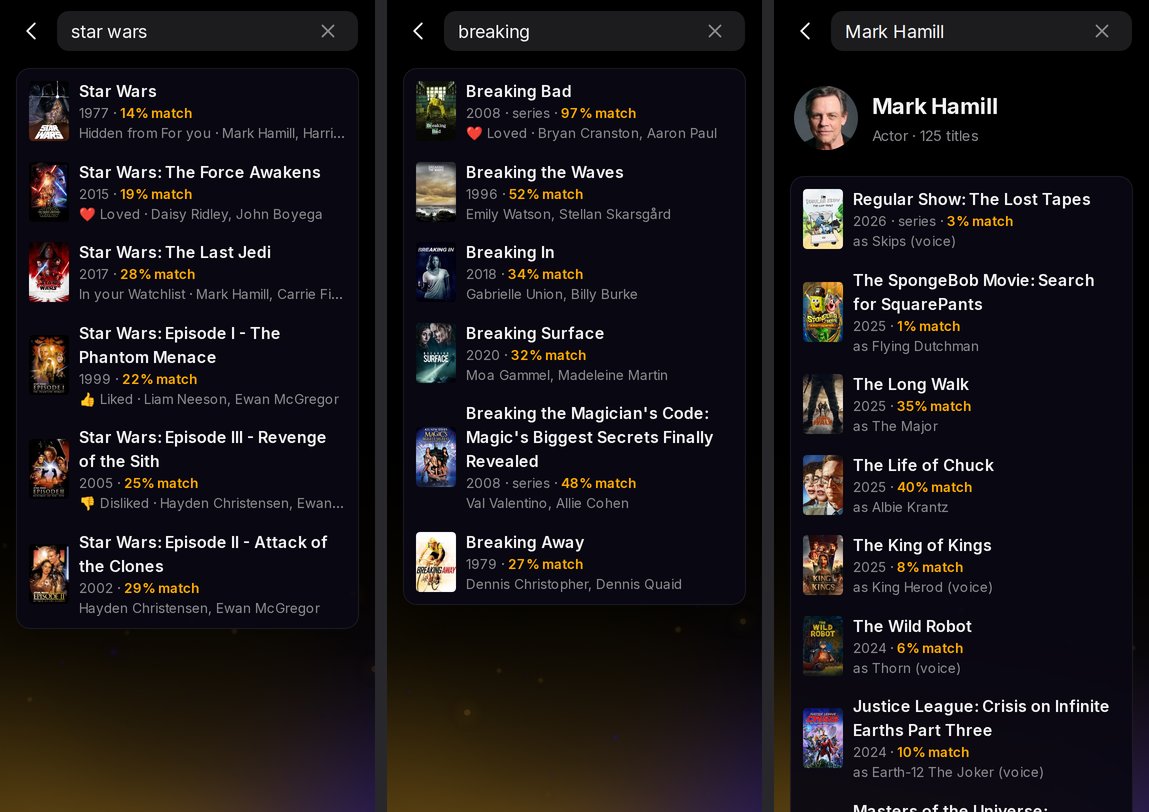 star wars
Star Wars
1977 · 14% match
Hidden from For you · Mark Hamill, Harri...
Star Wars: The Force Awakens
2015 · 19% match
❤️ Loved · Daisy Ridley, John Boyega
Star Wars: The Last Jedi
2017 · 28% match
In your Watchlist · Mark Hamill, Carrie Fi...
Star Wars: Episode I - The
Phantom Menace
1999 · 22% match
👍 Liked · Liam Neeson, Ewan McGregor
Star Wars: Episode III - Revenge
of the Sith
2005 · 25% match
👎 Disliked · Hayden Christensen, Ewan...
Star Wars: Episode II - Attack of
the Clones
2002 · 29% match
Hayden Christensen, Ewan McGregor
breaking
Breaking Bad
2008 · series · 97% match
❤️ Loved · Bryan Cranston, Aaron Paul
Breaking the Waves
1996 · 52% match
Emily Watson, Stellan Skarsgård
Breaking In
2018 · 34% match
Gabrielle Union, Billy Burke
Breaking Surface
2020 · 32% match
Moa Gammel, Madeleine Martin
Breaking the Magician's Code:
Magic's Biggest Secrets Finally
Revealed
2008 · series · 48% match
Val Valentino, Allie Cohen
Breaking Away
1979 · 27% match
Dennis Christopher, Dennis Quaid
Mark Hamill
Mark Hamill
Actor · 125 titles
Regular Show: The Lost Tapes
2026 · series · 3% match
as Skips (voice)
The SpongeBob Movie: Search
for SquarePants
2025 · 1% match
as Flying Dutchman
The Long Walk
2025 · 35% match
as The Major
The Life of Chuck
2025 · 40% match
as Albie Krantz
The King of Kings
2025 · 8% match
as King Herod (voice)
The Wild Robot
2024 · 6% match
as Thorn (voice)
Justice League: Crisis on Infinite
Earths Part Three
2024 · 10% match
as Earth-12 The Joker (voice)
Masters of the Universe: